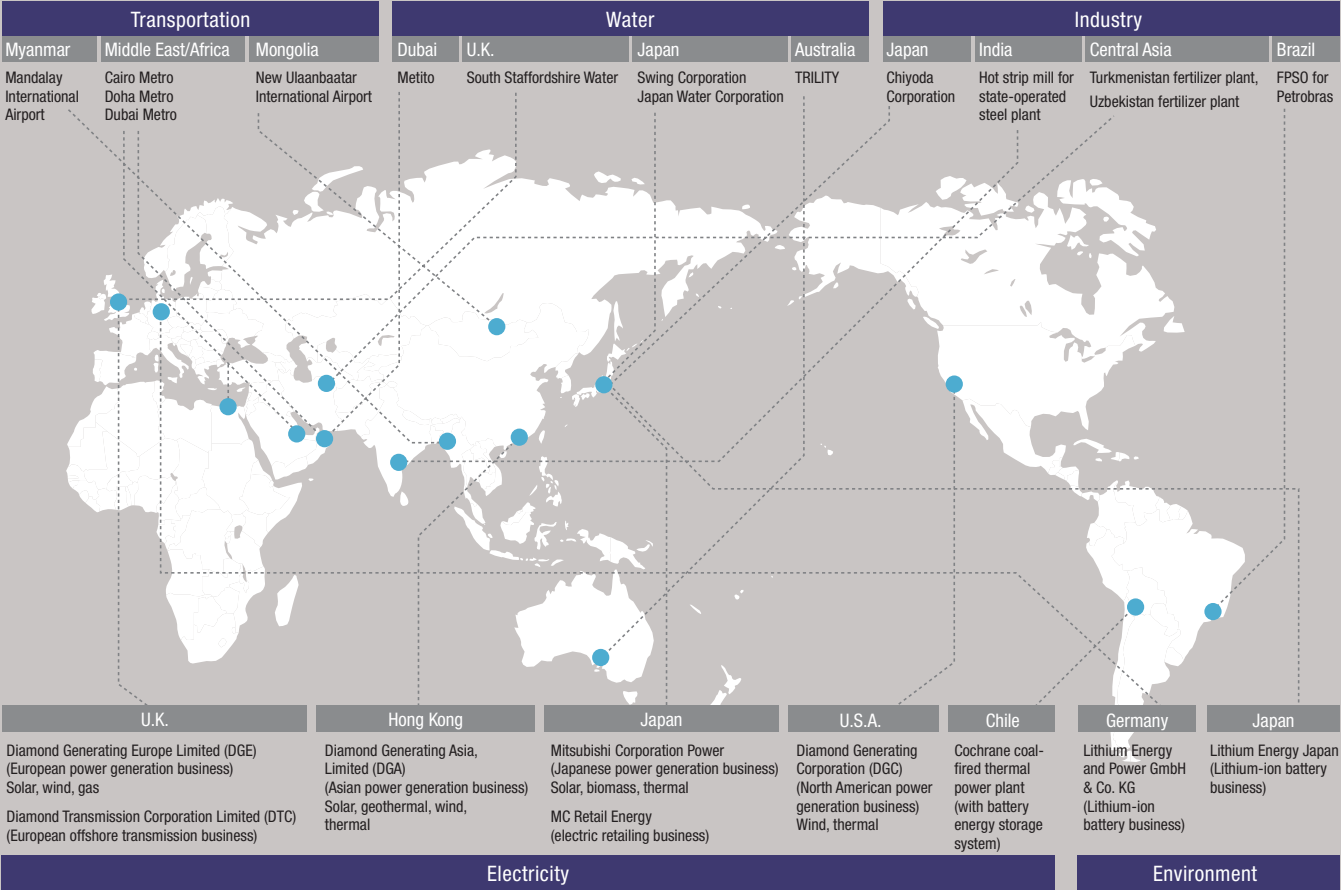 Transportation
Myanmar
Mandalay
International
Airport
Middle East/Africa
Cairo Metro
Doha Metro
Dubai Metro
Mongolia
New Ulaanbaatar
International Airport
Water
Dubai
Metito
U.K.
South Staffordshire Water
Japan
Swing Corporation
Japan Water Corporation
Australia
TRILITY
Industry
Japan
Chiyoda
Corporation
India
Hot strip mill for
state-operated
steel plant
Central Asia
Turkmenistan fertilizer plant,
Uzbekistan fertilizer plant
Brazil
FPSO for
Petrobras
U.K.
Diamond Generating Europe Limited (DGE)
(European power generation business)
Solar, wind, gas
Diamond Transmission Corporation Limited (DTC)
(European offshore transmission business)
Hong Kong
Diamond Generating Asia,
Limited (DGA)
(Asian power generation business)
Solar, geothermal, wind,
thermal
Japan
Mitsubishi Corporation Power
(Japanese power generation business)
Solar, biomass, thermal
MC Retail Energy
(electric retailing business)
U.S.A.
Diamond Generating
Corporation (DGC)
(North American power
generation business)
Wind, thermal
Chile
Cochrane coal-
fired thermal
power plant
(with battery
energy storage
system)
Electricity
Germany
Lithium Energy
and Power GmbH
& Co. KG
(Lithium-ion
battery business)
Japan
Lithium Energy Japan
(Lithium-ion battery
business)
Environment